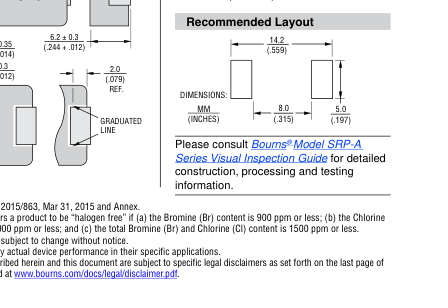 Recommended Layout
14.2
(.559)
DIMENSIONS:
MM
(INCHES)
8.0
(.315)
5.0
(.197)
0.35
014)
0.3
012)
6.2 ± 0.3
(.244 + .012)
2.0
(.079)
REF.
GRADUATED
LINE
Please consult Bourns® Model SRP-A
Series Visual Inspection Guide for detailed
construction, processing and testing
information.
2015/863, Mar 31, 2015 and Annex.
rs a product to be “halogen free” if (a) the Bromine (Br) content is 900 ppm or less; (b) the Chlorine
900 ppm or less; and (c) the total Bromine (Br) and Chlorine (Cl) content is 1500 ppm or less.
subject to change without notice.
y actual device performance in their specific applications.
ribed herein and this document are subject to specific legal disclaimers as set forth on the last page of
d at www.bourns.com/docs/legal/disclaimer.pdf.